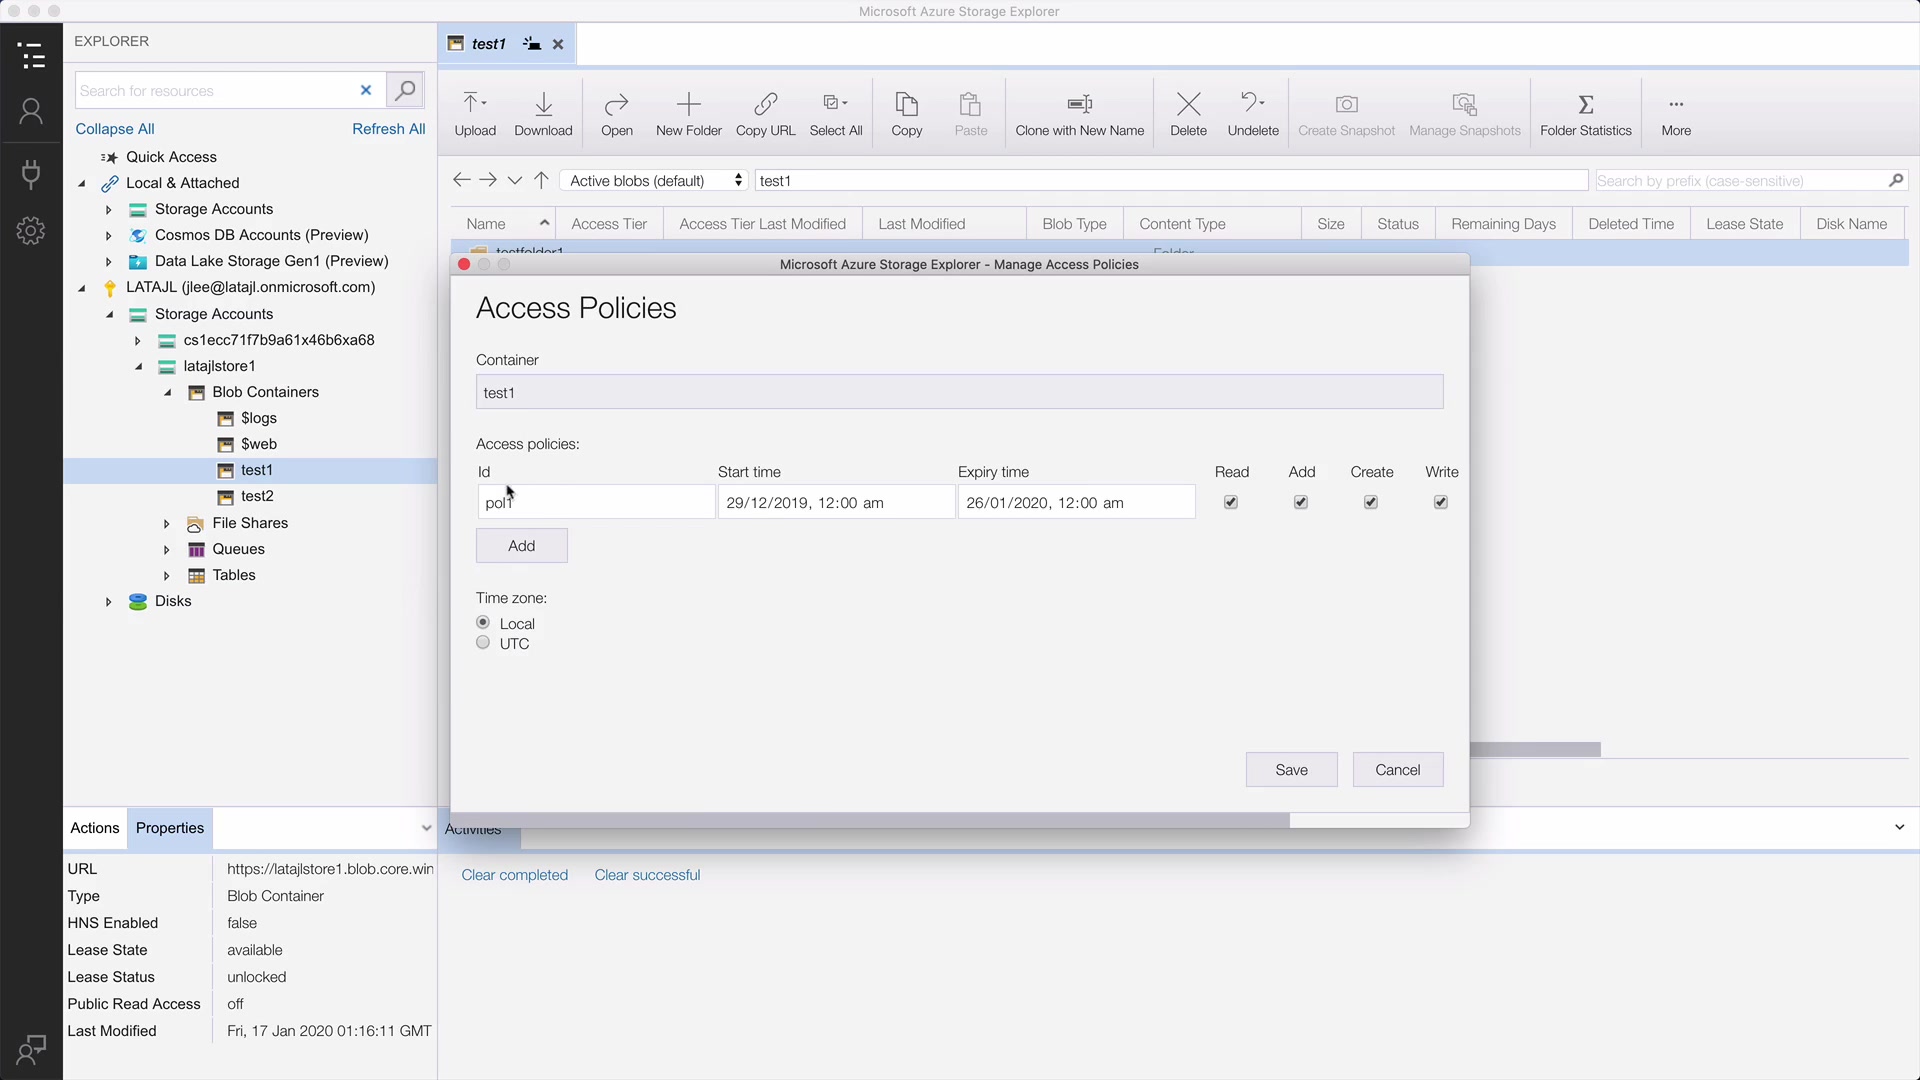 Microsoft Azure Storage Explorer
EXPLORER
Search for resources
Collapse All
Refresh All
Quick Access
Local & Attached
Storage Accounts
Cosmos DB Accounts (Preview)
Data Lake Storage Gen1 (Preview)
LATAJL (jlee@latajl.onmicrosoft.com)
Storage Accounts
cs1ecc71f7b9a61x46b6xa68
latajlstore1
Blob Containers
$logs
$web
test1
test2
File Shares
Queues
Tables
Disks
Actions
Properties
URL https://latajlstore1.blob.core.win
Type Blob Container
HNS Enabled false
Lease State available
Lease Status unlocked
Public Read Access off
Last Modified Fri, 17 Jan 2020 01:16:11 GMT
test1
Upload
Download
Open
New Folder
Copy URL
Select All
Copy
Paste
Clone with New Name
Delete
Undelete
Create Snapshot
Manage Snapshots
Folder Statistics
More
Active blobs (default)
test1
Search by prefix (case-sensitive)
Name
Access Tier
Access Tier Last Modified
Last Modified
Blob Type
Content Type
Size
Status
Remaining Days
Deleted Time
Lease State
Disk Name
testfolder1
Folder
Microsoft Azure Storage Explorer - Manage Access Policies
Access Policies
Container
test1
Access policies:
Id Start time Expiry time Read Add Create Write
pol1 29/12/2019, 12:00 am 26/01/2020, 12:00 am
Add
Time zone:
Local
UTC
Save
Cancel
Activities
Clear completed
Clear successful